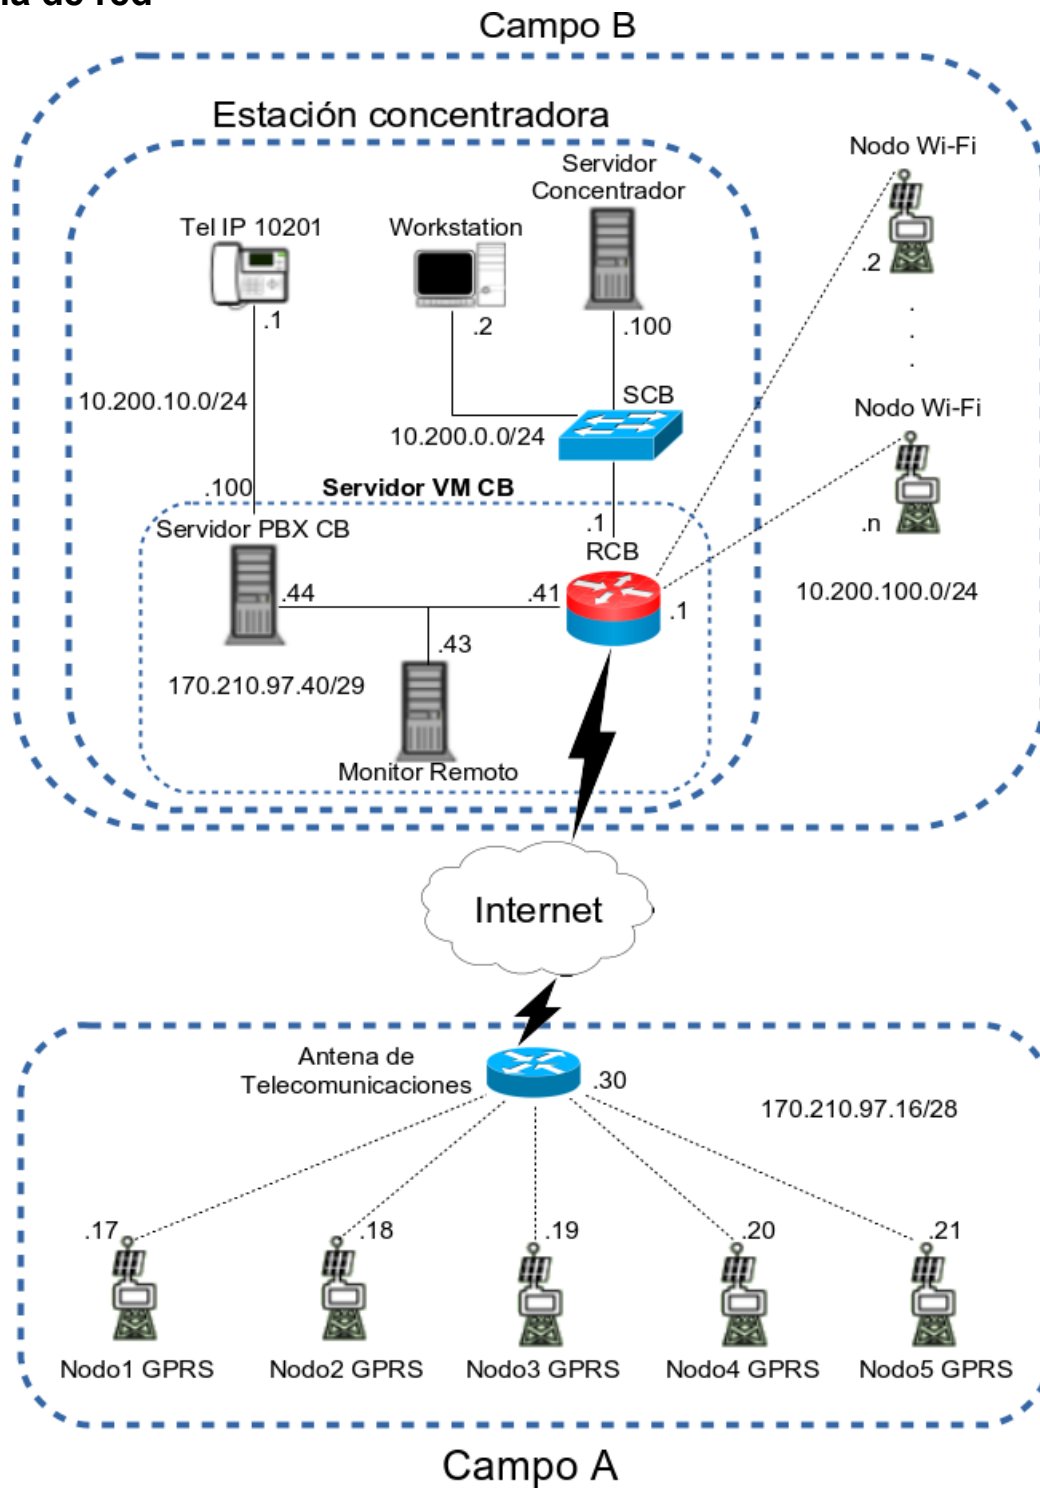 Campo B
Estación concentradora
Servidor
Concentrador
Nodo Wi-Fi
Tel IP 10201
Workstation
.2
.1
.2
.100
.
.
.
10.200.10.0/24
SCB
Nodo Wi-Fi
10.200.0.0/24
.100
Servidor VM CB
.n
Servidor PBX CB
.1
RCB
.44
.41
.1
10.200.100.0/24
.43
170.210.97.40/29
Monitor Remoto
Internet
Antena de
Telecomunicaciones
.30
170.210.97.16/28
.17
.18
.19
.20
.21
Nodo1 GPRS
Nodo2 GPRS
Nodo3 GPRS
Nodo4 GPRS
Nodo5 GPRS
Campo A